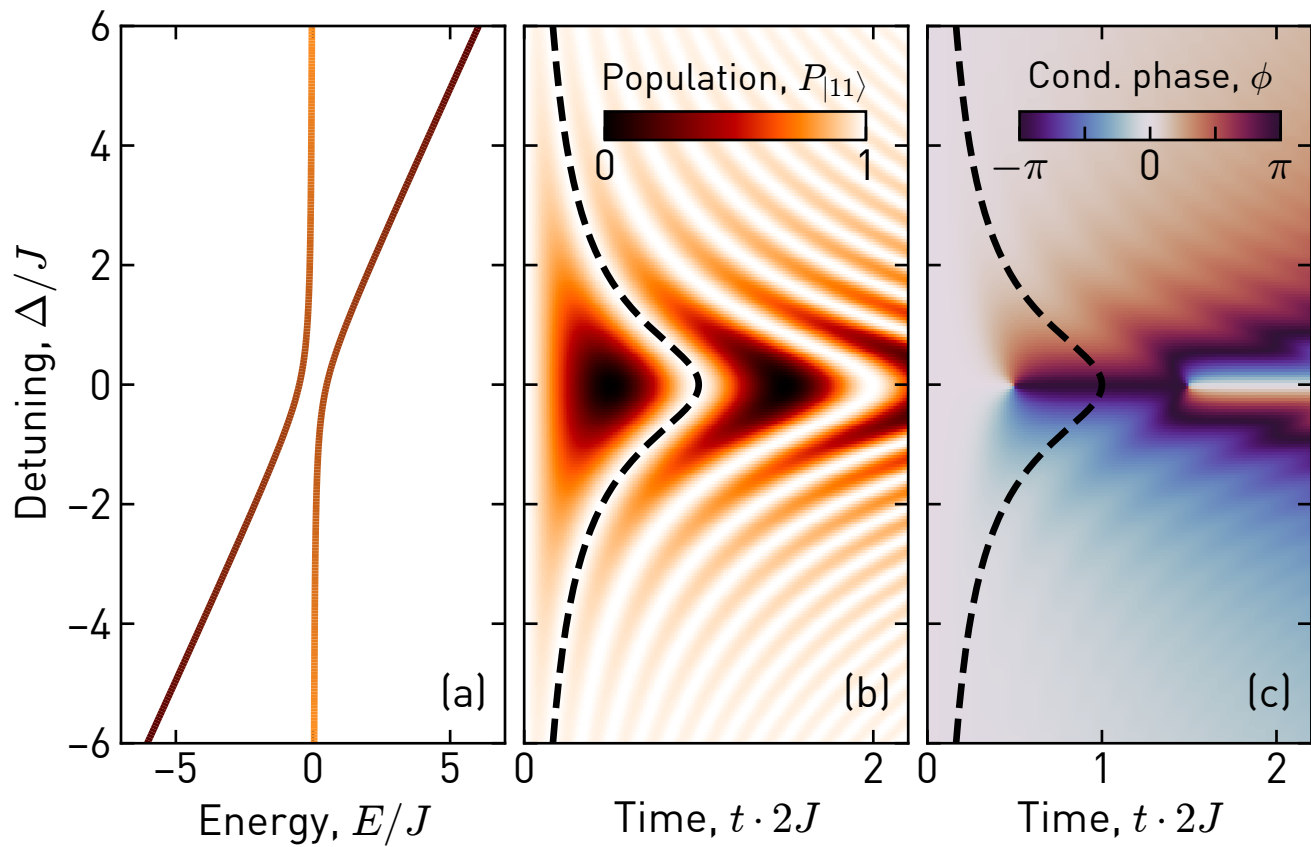 Detuning, Δ/J
6
4
2
0
−2
−4
−6
−5
0
5
Energy, E/J
(a)
Population, P|11⟩
0
1
0
2
Time, t · 2J
(b)
Cond. phase, ϕ
−π
0
π
0
1
2
Time, t · 2J
(c)